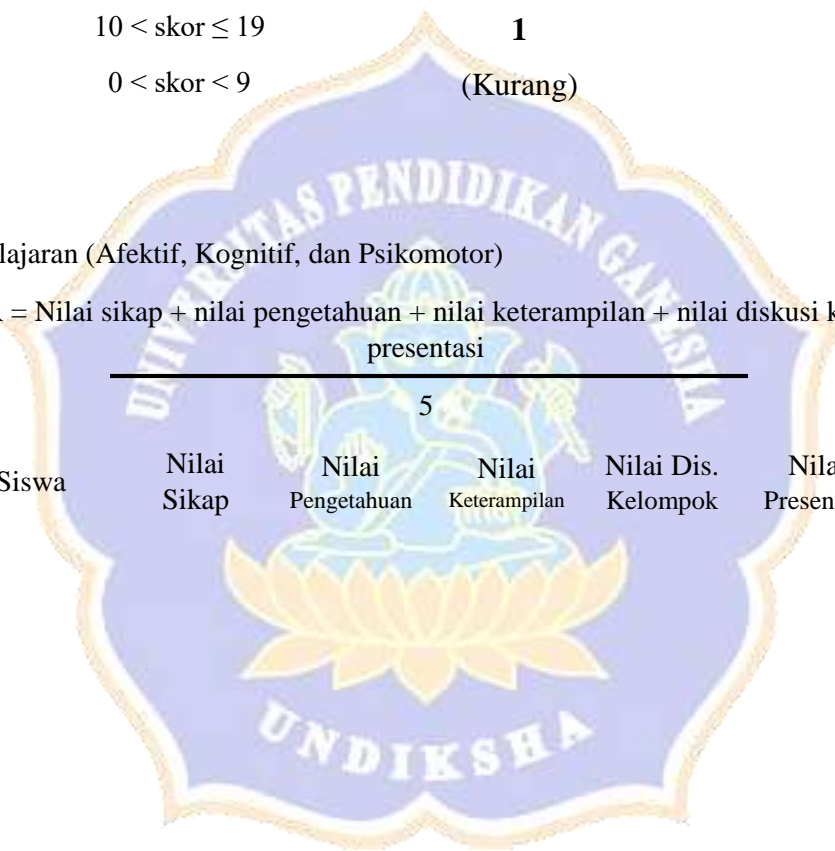 10 < skor ≤ 19 1
0 < skor < 9 (Kurang)
UNIVERSITAS PENDIDIKAN GANESHA
lajaran (Afektif, Kognitif, dan Psikomotor)
= Nilai sikap + nilai pengetahuan + nilai keterampilan + nilai diskusi
presentasi
5
Siswa Nilai Sikap Nilai Pengetahuan Nilai Keterampilan Nilai Dis. Kelompok Nila Presen
UNDIKSHA